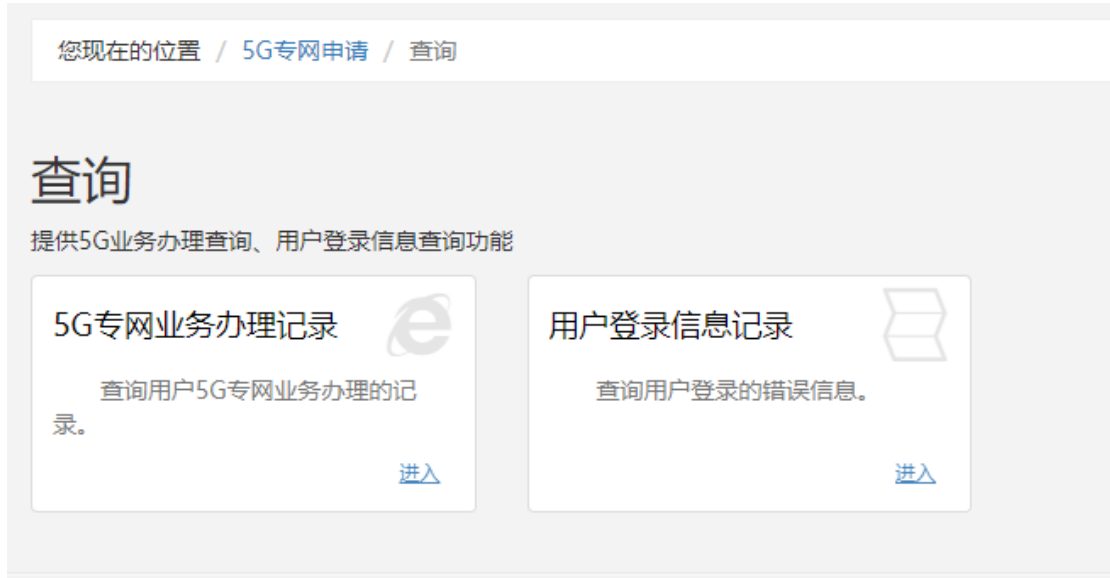 您现在的位置 / 5G专网申请 / 查询
查询
提供5G业务办理查询、用户登录信息查询功能
5G专网业务办理记录
查询用户5G专网业务办理的记
录。
进入
用户登录信息记录
查询用户登录的错误信息。
进入